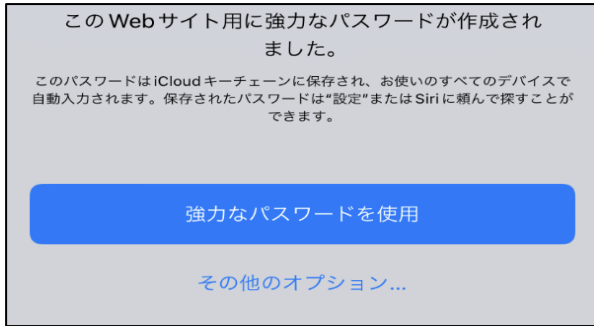 このWebサイト用に強力なパスワードが作成され
ました。
このパスワードはiCloudキーチェーンに保存され、お使いのすべてのデバイスで
自動入力されます。保存されたパスワードは“設定”またはSiriに頼んで探すことが
できます。
強力なパスワードを使用
その他のオプション...